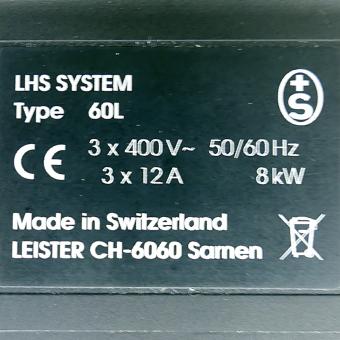 LHS SYSTEM
Type 60L
CE 3 x 400 V~ 50/60 Hz
3 x 12 A 8 kW
Made in Switzerland
LEISTER CH-6060 Sarnen
+S